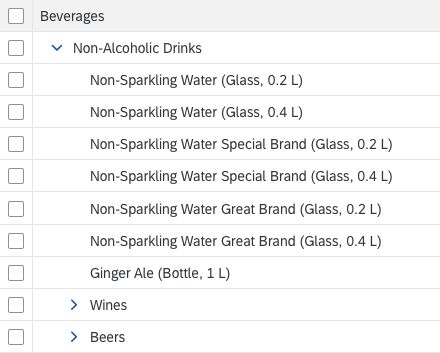 Beverages
Non-Alcoholic Drinks
Non-Sparkling Water (Glass, 0.2 L)
Non-Sparkling Water (Glass, 0.4 L)
Non-Sparkling Water Special Brand (Glass, 0.2 L)
Non-Sparkling Water Special Brand (Glass, 0.4 L)
Non-Sparkling Water Great Brand (Glass, 0.2 L)
Non-Sparkling Water Great Brand (Glass, 0.4 L)
Ginger Ale (Bottle, 1 L)
Wines
Beers